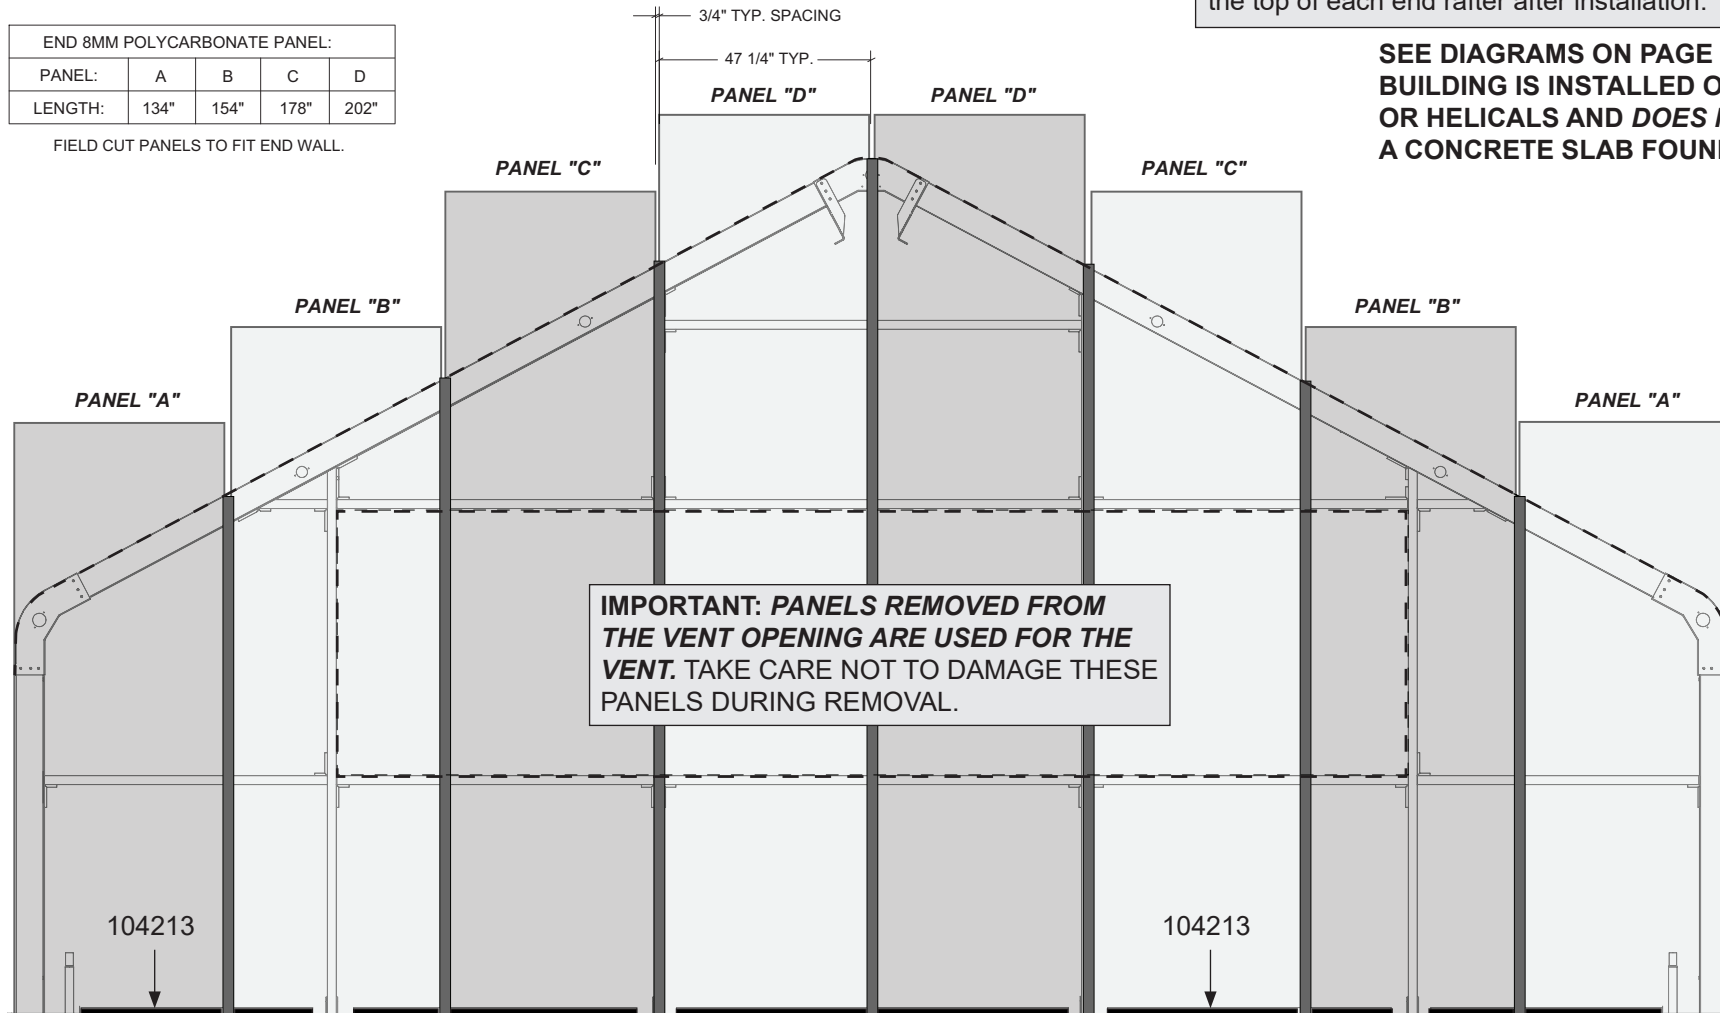 the top of each end rafter after installation.
3/4" TYP. SPACING
47 1/4" TYP.
END 8MM POLYCARBONATE PANEL:
PANEL: A B C D
LENGTH: 134" 154" 178" 202"
FIELD CUT PANELS TO FIT END WALL.
SEE DIAGRAMS ON PAGE
BUILDING IS INSTALLED O
OR HELICALS AND DOES
A CONCRETE SLAB FOUN
PANEL "D" PANEL "D"
PANEL "C" PANEL "C"
PANEL "B" PANEL "B"
PANEL "A" PANEL "A"
IMPORTANT: PANELS REMOVED FROM
THE VENT OPENING ARE USED FOR THE
VENT. TAKE CARE NOT TO DAMAGE THESE
PANELS DURING REMOVAL.
104213 104213